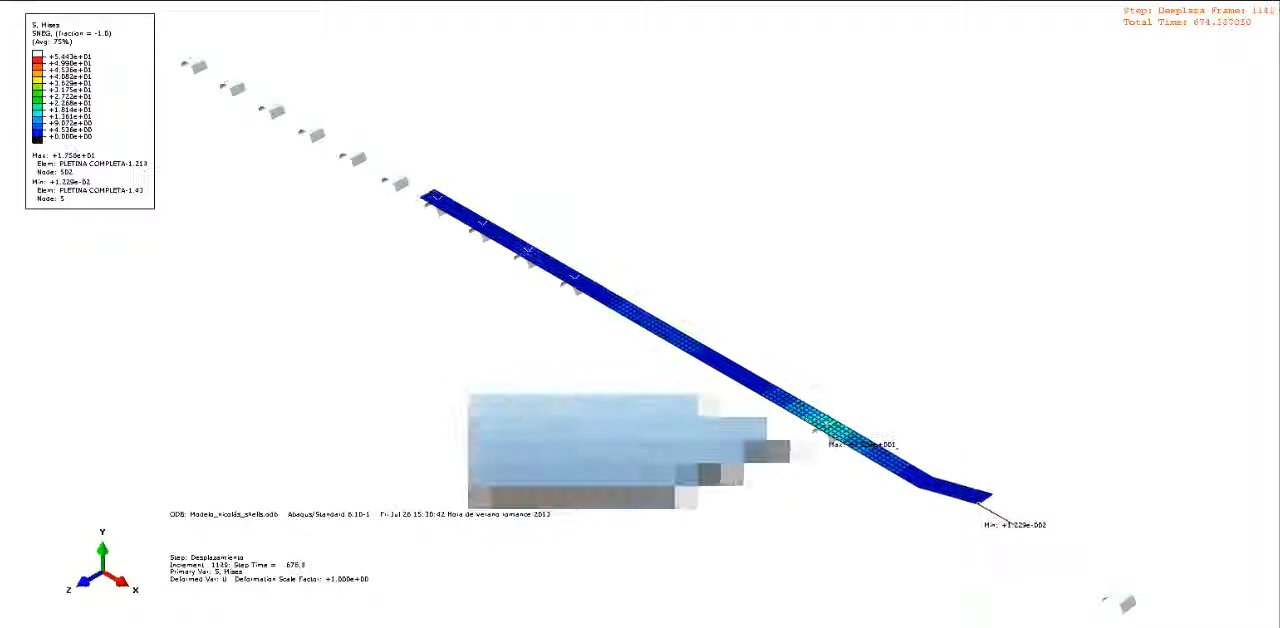 S, Mises
SNEG, (fraction = -1.0)
(Avg: 75%)
+5.443e+01
+4.990e+01
+4.536e+01
+4.082e+01
+3.629e+01
+3.175e+01
+2.722e+01
+2.268e+01
+1.814e+01
+1.361e+01
+9.072e+00
+4.536e+00
+0.000e+00
Max: +1.758e+01
Elem: PLETINA COMPLETA-1.213
Node: 502
Min: +1.229e-02
Elem: PLETINA COMPLETA-1.43
Node: 5
Step: Desplaza Frame:
Total Time:
Max:
Min: +1.229e-002
ODB: Modelo_nicolás_shells.odb Abaqus/Standard 6.10-1 Fri Jul 26 15:30:42 Hora de verano romance 2013
Step: Desplazamiento
Increment 1149: Step Time = 676.8
Primary Var: S, Mises
Deformed Var: U Deformation Scale Factor: +1.000e+00
Y
Z
X